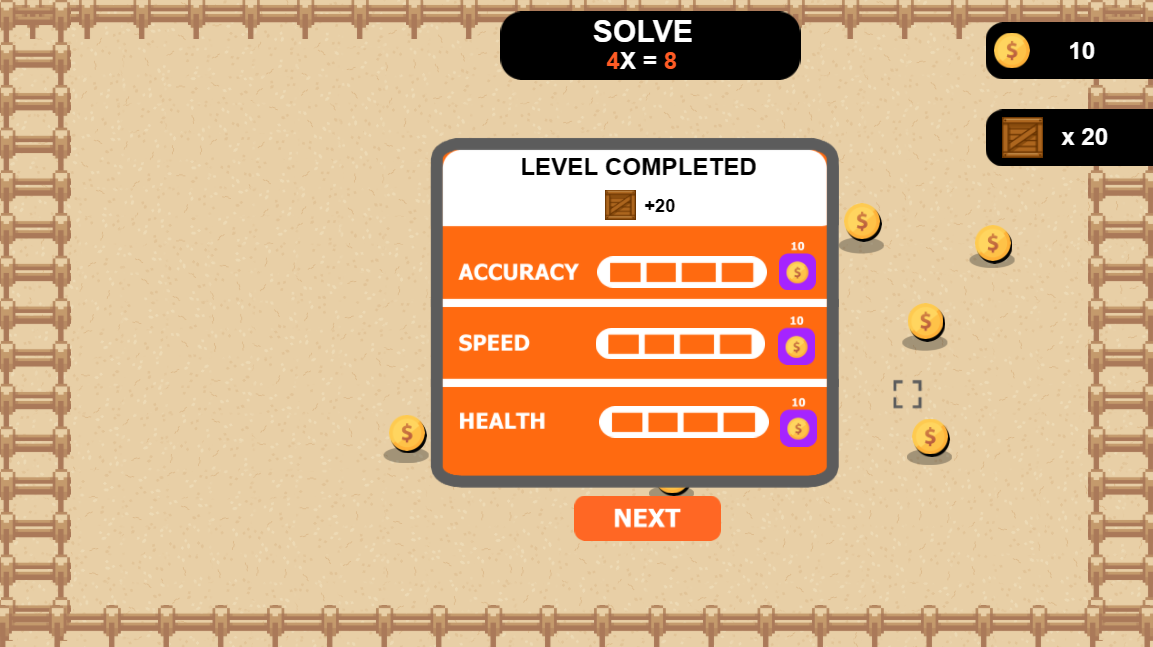 SOLVE
4X = 8
10
x 20
LEVEL COMPLETED
+20
10
ACCURACY
10
SPEED
10
HEALTH
NEXT